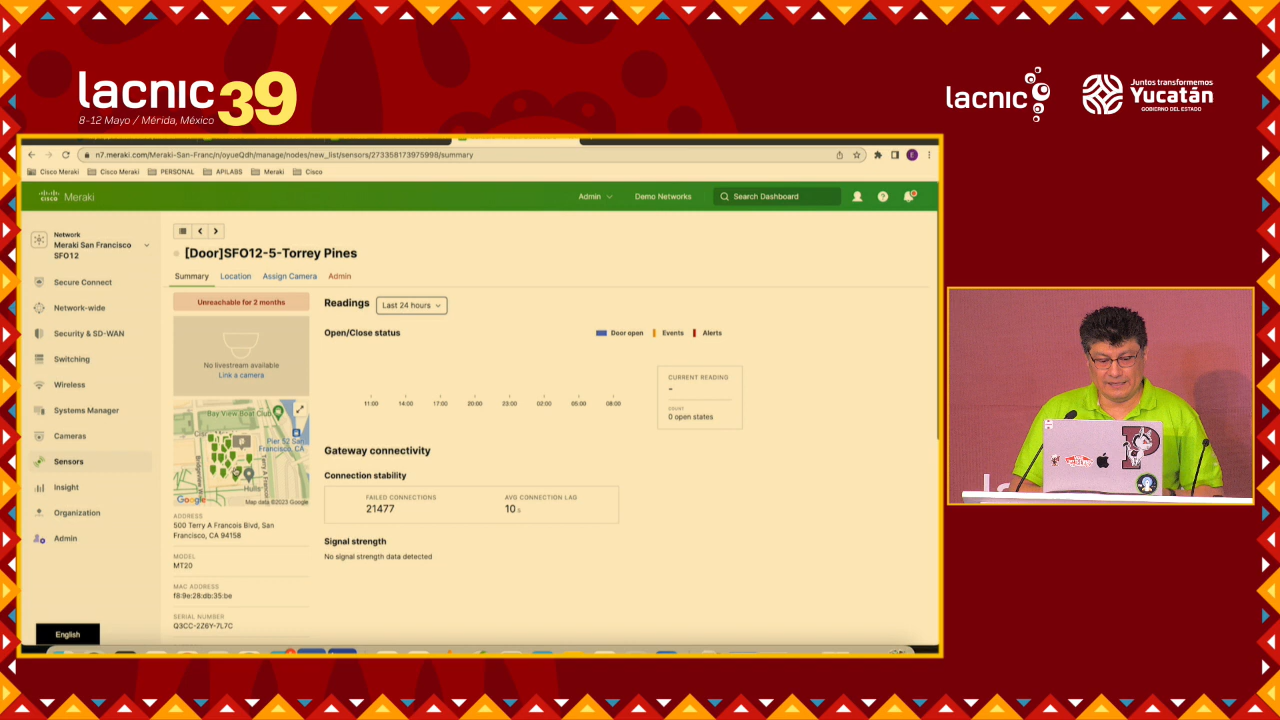 lacnic39
8-12 Mayo / Mérida, México
lacnic
Juntos transformemos
Yucatán
GOBIERNO DEL ESTADO
n7.meraki.com/Meraki-San-Franc/n/oyueQdh/manage/nodes/new_list/sensors/273358173975998/summary
E
Cisco Meraki
Cisco Meraki
PERSONAL
APILABS
Meraki
Cisco
cisco Meraki
Admin
Demo Networks
Search Dashboard
Network
Meraki San Francisco
SFO12
Secure Connect
Network-wide
Security & SD-WAN
Switching
Wireless
Systems Manager
Cameras
Sensors
Insight
Organization
Admin
English
[Door]SFO12-5-Torrey Pines
Summary
Location
Assign Camera
Admin
Unreachable for 2 months
No livestream available
Link a camera
Bay View Boat Club
Pier 52 San
Francisco, CA
Terry A
Google
Map data ©2023 Google
ADDRESS
500 Terry A Francois Blvd, San
Francisco, CA 94158
MODEL
MT20
MAC ADDRESS
f8:9e:28:db:35:be
SERIAL NUMBER
Q3CC-2Z6Y-7L7C
Readings
Last 24 hours
Open/Close status
Door open
Events
Alerts
11:00 14:00 17:00 20:00 23:00 02:00 05:00 08:00
CURRENT READING
-
COUNT
0 open states
Gateway connectivity
Connection stability
FAILED CONNECTIONS
21477
AVG CONNECTION LAG
10 s
Signal strength
No signal strength data detected
P